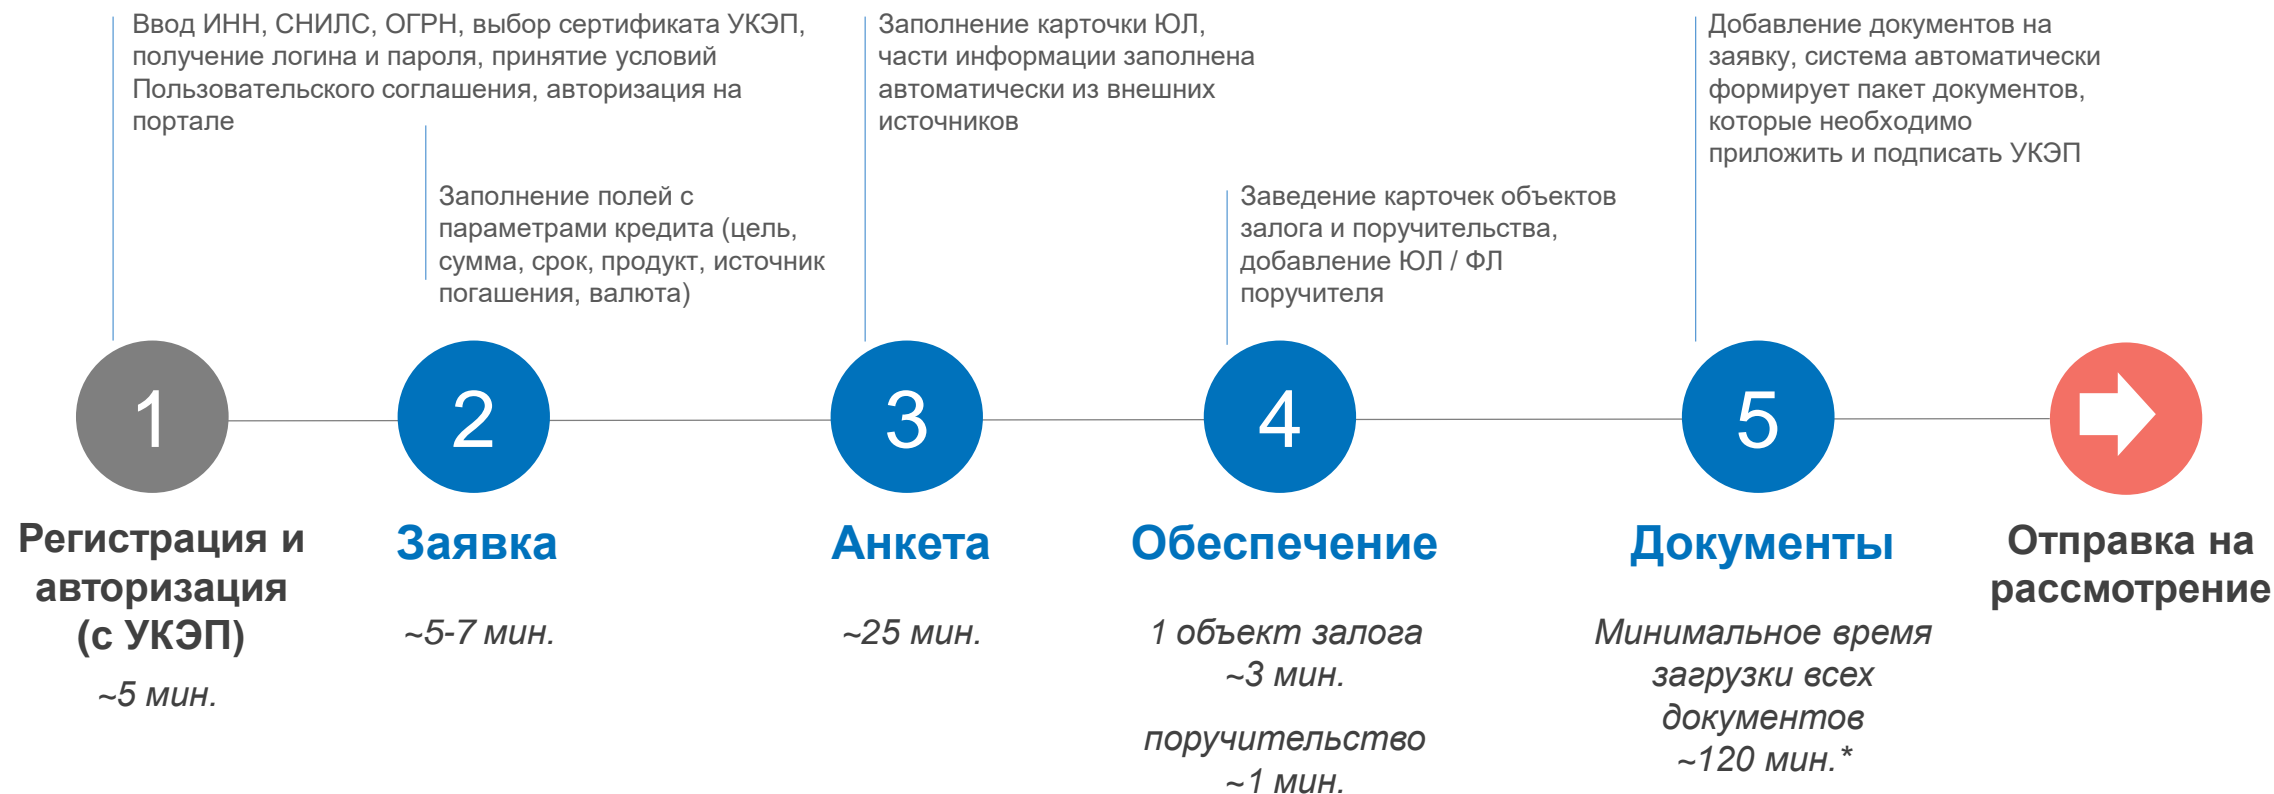 Ввод ИНН, СНИЛС, ОГРН, выбор сертификата УКЭП,
получение логина и пароля, принятие условий
Пользовательского соглашения, авторизация на
портале
Заполнение полей с
параметрами кредита (цель,
сумма, срок, продукт, источник
погашения, валюта)
Заполнение карточки ЮЛ,
части информации заполнена
автоматически из внешних
источников
Заведение карточек объектов
залога и поручительства,
добавление ЮЛ / ФЛ
поручителя
Добавление документов на
заявку, система автоматически
формирует пакет документов,
которые необходимо
приложить и подписать УКЭП
1
2
3
4
5
Регистрация и
авторизация
(с УКЭП)
~5 мин.
Заявка
~5-7 мин.
Анкета
~25 мин.
Обеспечение
1 объект залога
~3 мин.
поручительство
~1 мин.
Документы
Минимальное время
загрузки всех
документов
~120 мин.*
Отправка на
рассмотрение